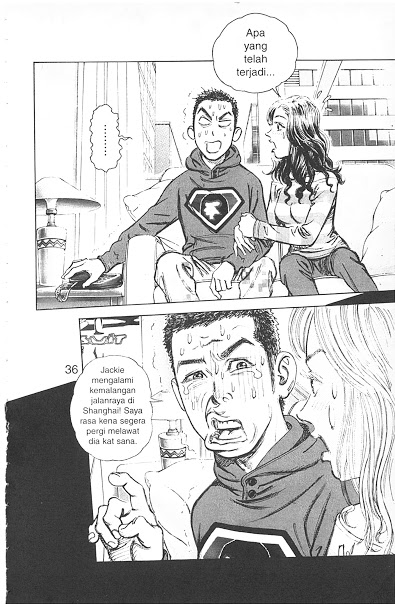 Apa
yang
telah
terjadi...
.........
36
Jackie
mengalami
kemalangan
jalanraya di
Shanghai! Saya
rasa kena segera
pergi melawat
dia kat sana.